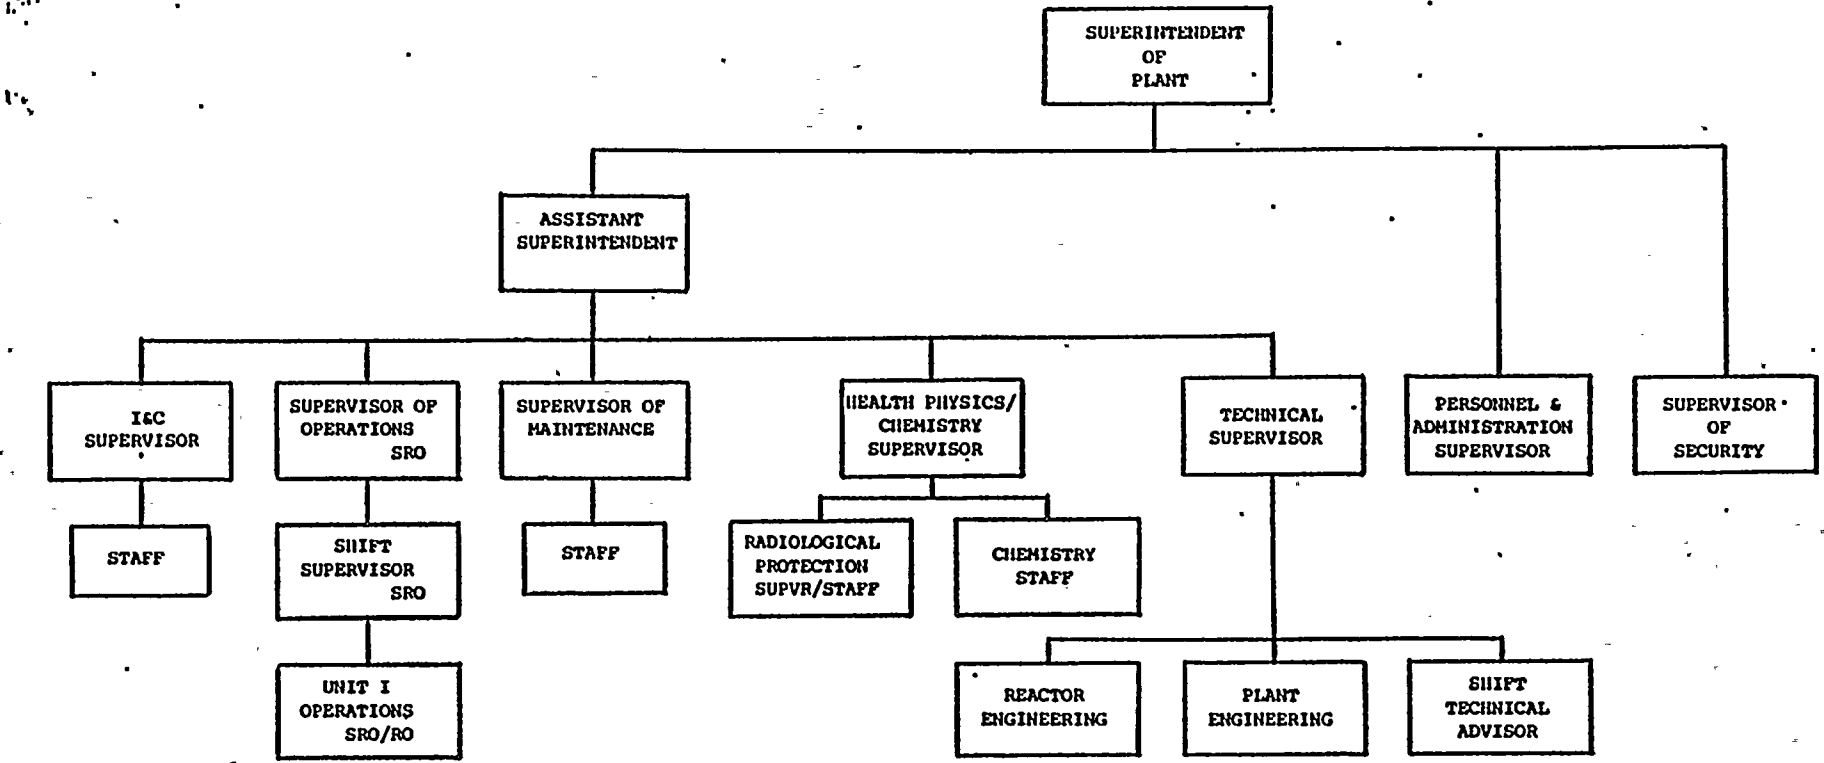 SUPERINTENDENT
OF
PLANT
ASSISTANT
SUPERINTENDENT
I&C
SUPERVISOR
SUPERVISOR OF
OPERATIONS
SRO
SUPERVISOR OF
MAINTENANCE
HEALTH PHYSICS/
CHEMISTRY
SUPERVISOR
TECHNICAL
SUPERVISOR
PERSONNEL &
ADMINISTRATION
SUPERVISOR
SUPERVISOR
OF
SECURITY
STAFF
SHIFT
SUPERVISOR
SRO
STAFF
RADIOLOGICAL
PROTECTION
SUPVR/STAFF
CHEMISTRY
STAFF
UNIT I
OPERATIONS
SRO/RO
REACTOR
ENGINEERING
PLANT
ENGINEERING
SHIFT
TECHNICAL
ADVISOR